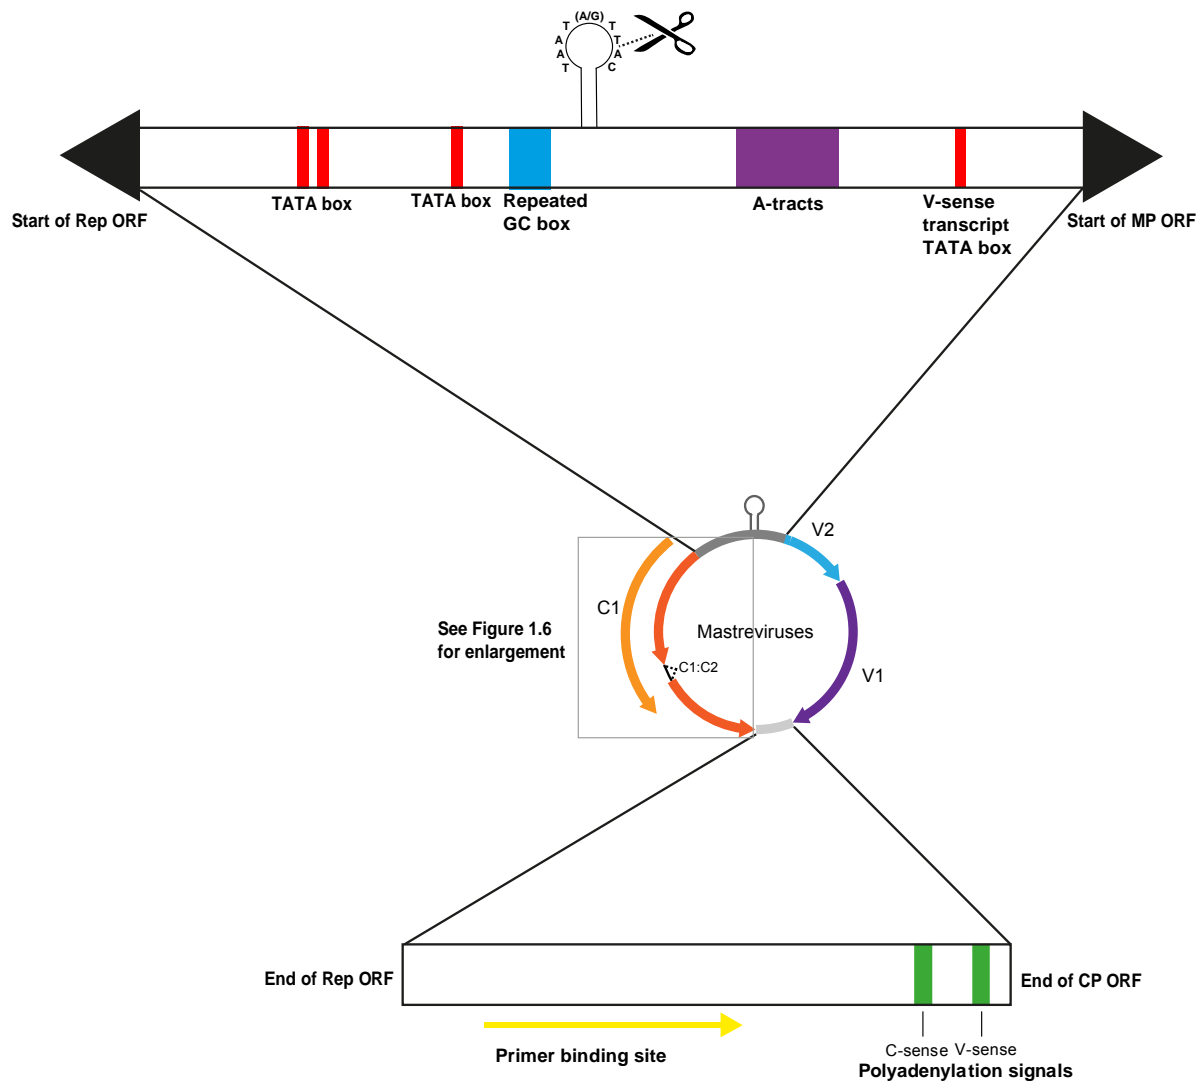 (A/G)
T T
A T
A A
T C
TATA box
TATA box
Repeated
GC box
A-tracts
V-sense
transcript
TATA box
Start of Rep ORF
Start of MP ORF
V2
C1
See Figure 1.6
for enlargement
Mastreviruses
C1:C2
V1
End of Rep ORF
End of CP ORF
Primer binding site
C-sense V-sense
Polyadenylation signals